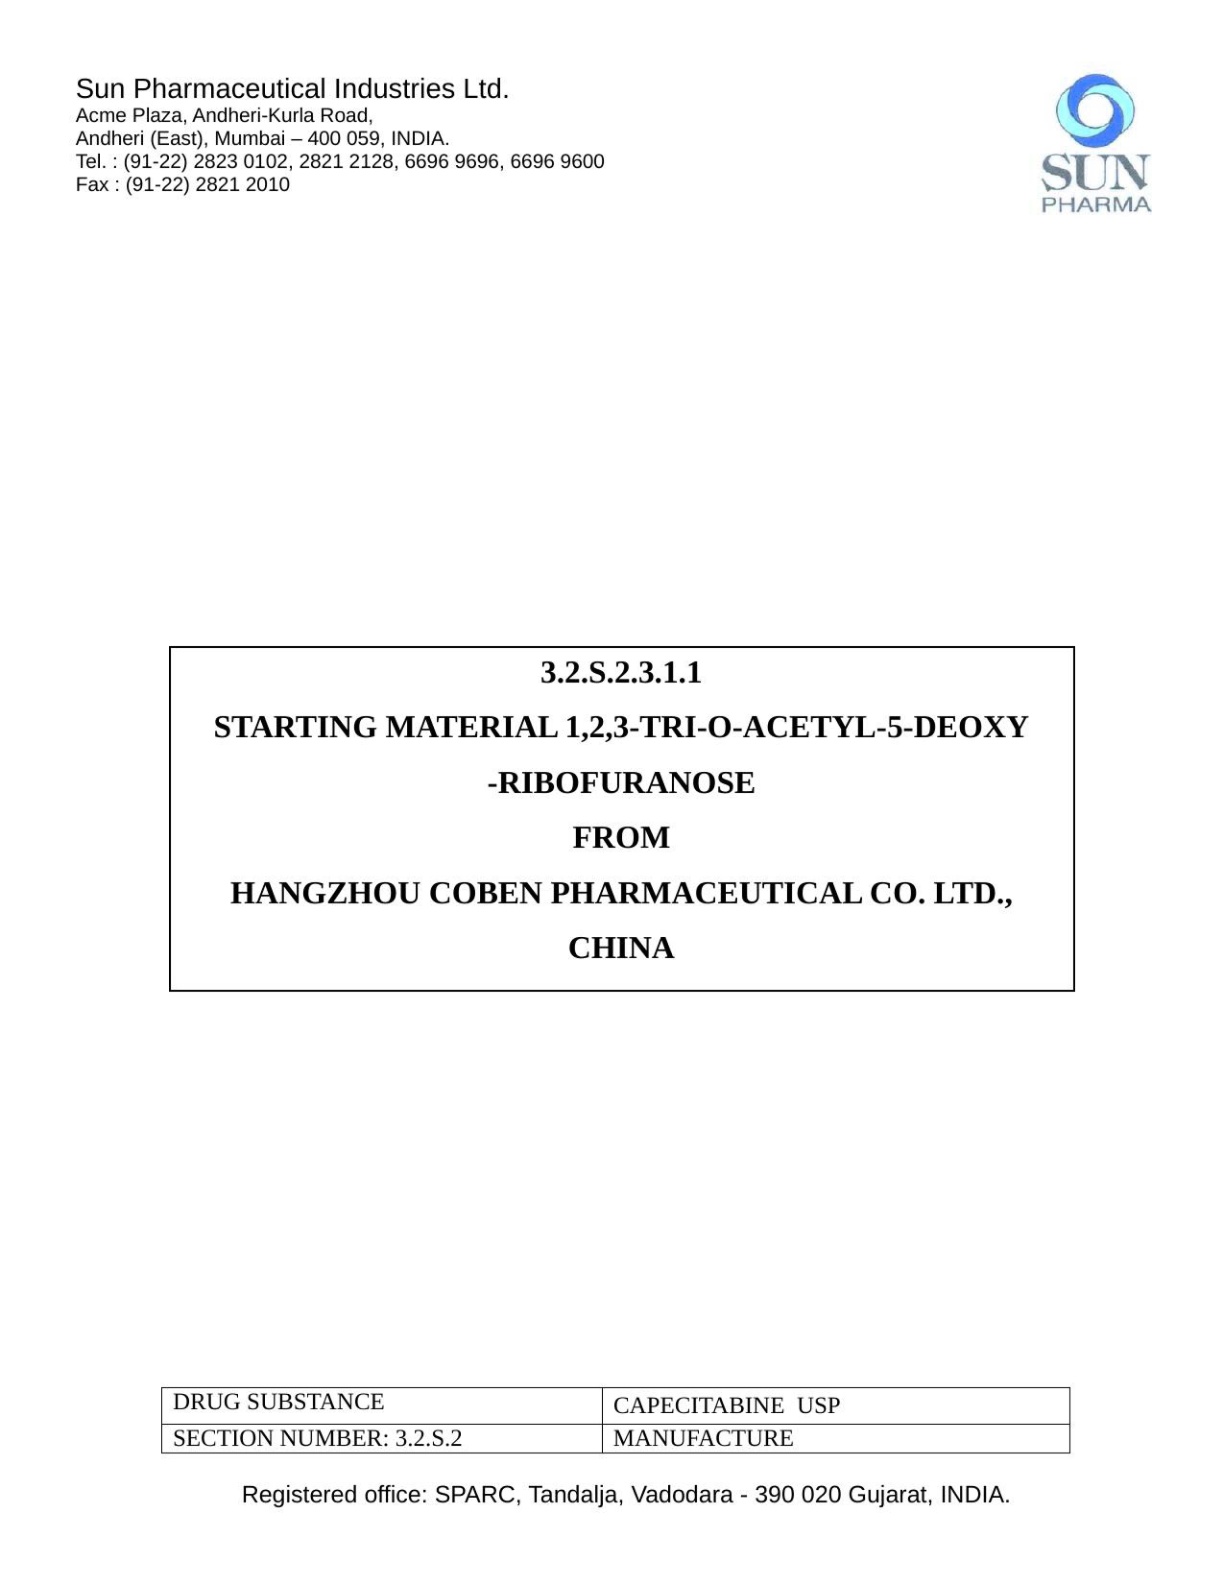 Sun Pharmaceutical Industries Ltd.
Acme Plaza, Andheri-Kurla Road,
Andheri (East), Mumbai – 400 059, INDIA.
Tel. : (91-22) 2823 0102, 2821 2128, 6696 9696, 6696 9600
Fax : (91-22) 2821 2010
SUN
PHARMA
3.2.S.2.3.1.1
STARTING MATERIAL 1,2,3-TRI-O-ACETYL-5-DEOXY
-RIBOFURANOSE
FROM
HANGZHOU COBEN PHARMACEUTICAL CO. LTD.,
CHINA
DRUG SUBSTANCE CAPECITABINE USP
SECTION NUMBER: 3.2.S.2 MANUFACTURE
Registered office: SPARC, Tandalja, Vadodara - 390 020 Gujarat, INDIA.